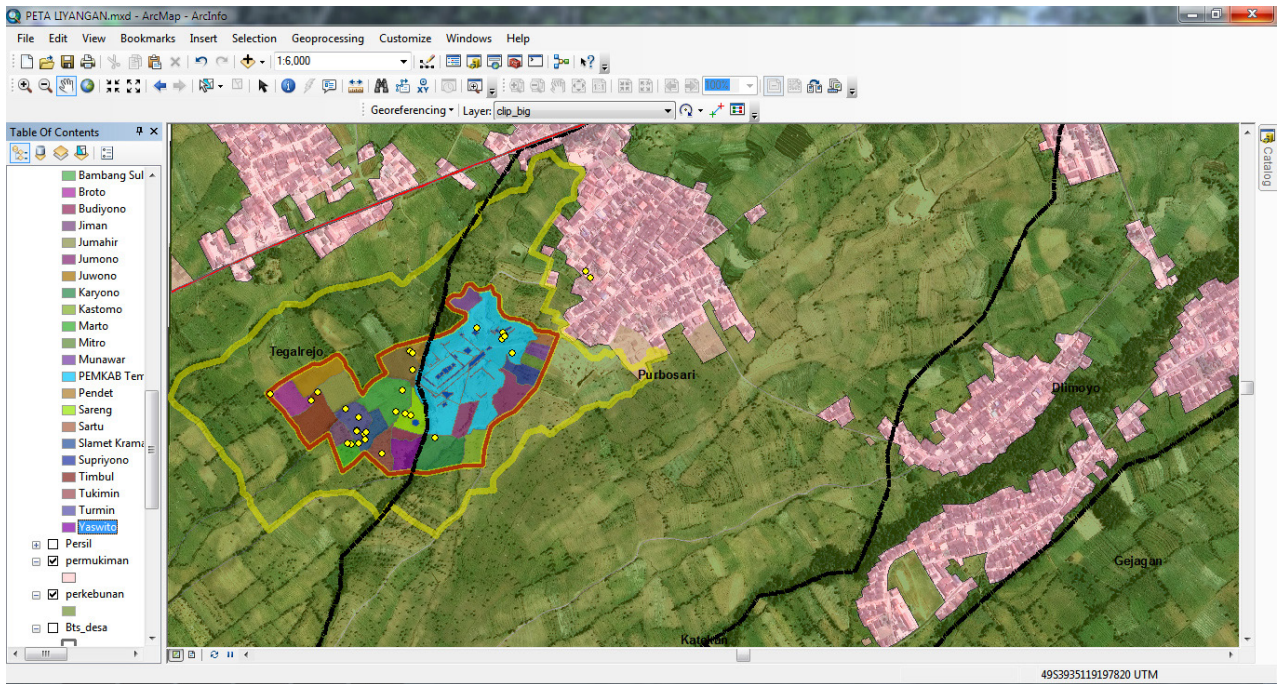 PETA LIYANGAN.mxd - ArcMap - ArcInfo
File Edit View Bookmarks Insert Selection Geoprocessing Customize Windows Help
1:6,000
100%
Georeferencing Layer: clip_big
Table Of Contents
Bambang Sul
Broto
Budiyono
Jiman
Jumahir
Jumono
Juwono
Karyono
Kastomo
Marto
Mitro
Munawar
PEMKAB Tem
Pendet
Sareng
Sartu
Slamet Krama
Supriyono
Timbul
Tukimin
Turmin
Yaswito
Persil
permukiman
perkebunan
Bts_desa
Tegalrejo
Purbosari
Dlimoyo
Gejagan
Katekan
Catalog
49S3935119197820 UTM